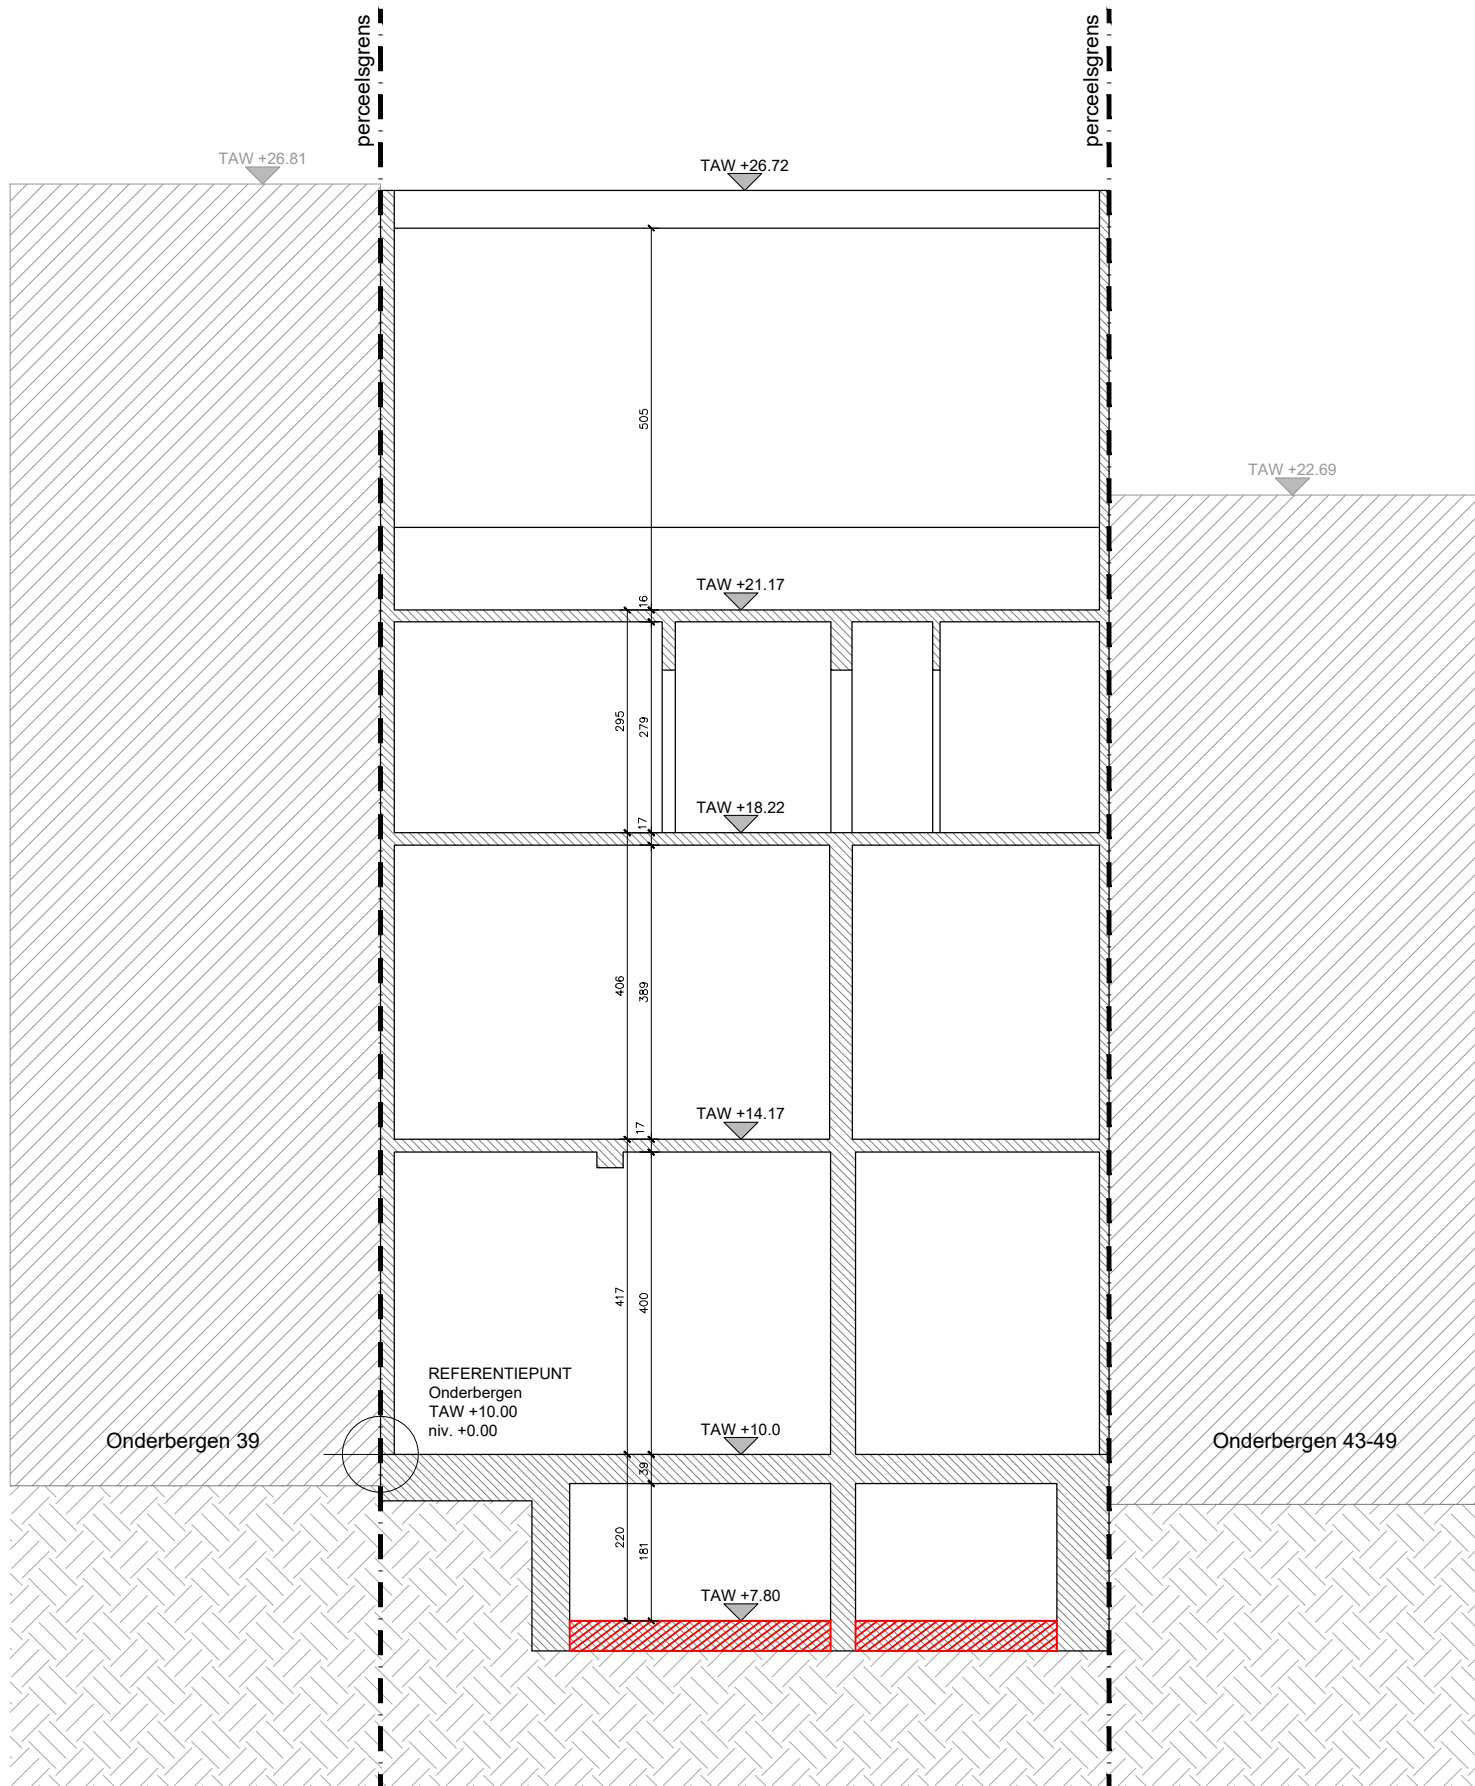 perceelsgrens
perceelsgrens
TAW +26.81
TAW +26.72
505
TAW +22.69
TAW +21.17
16
295
279
TAW +18.22
17
406
389
TAW +14.17
17
417
400
REFERENTIEPUNT
Onderbergen
TAW +10.00
niv. +0.00
Onderbergen 39
TAW +10.0
Onderbergen 43-49
39
220
181
TAW +7.80